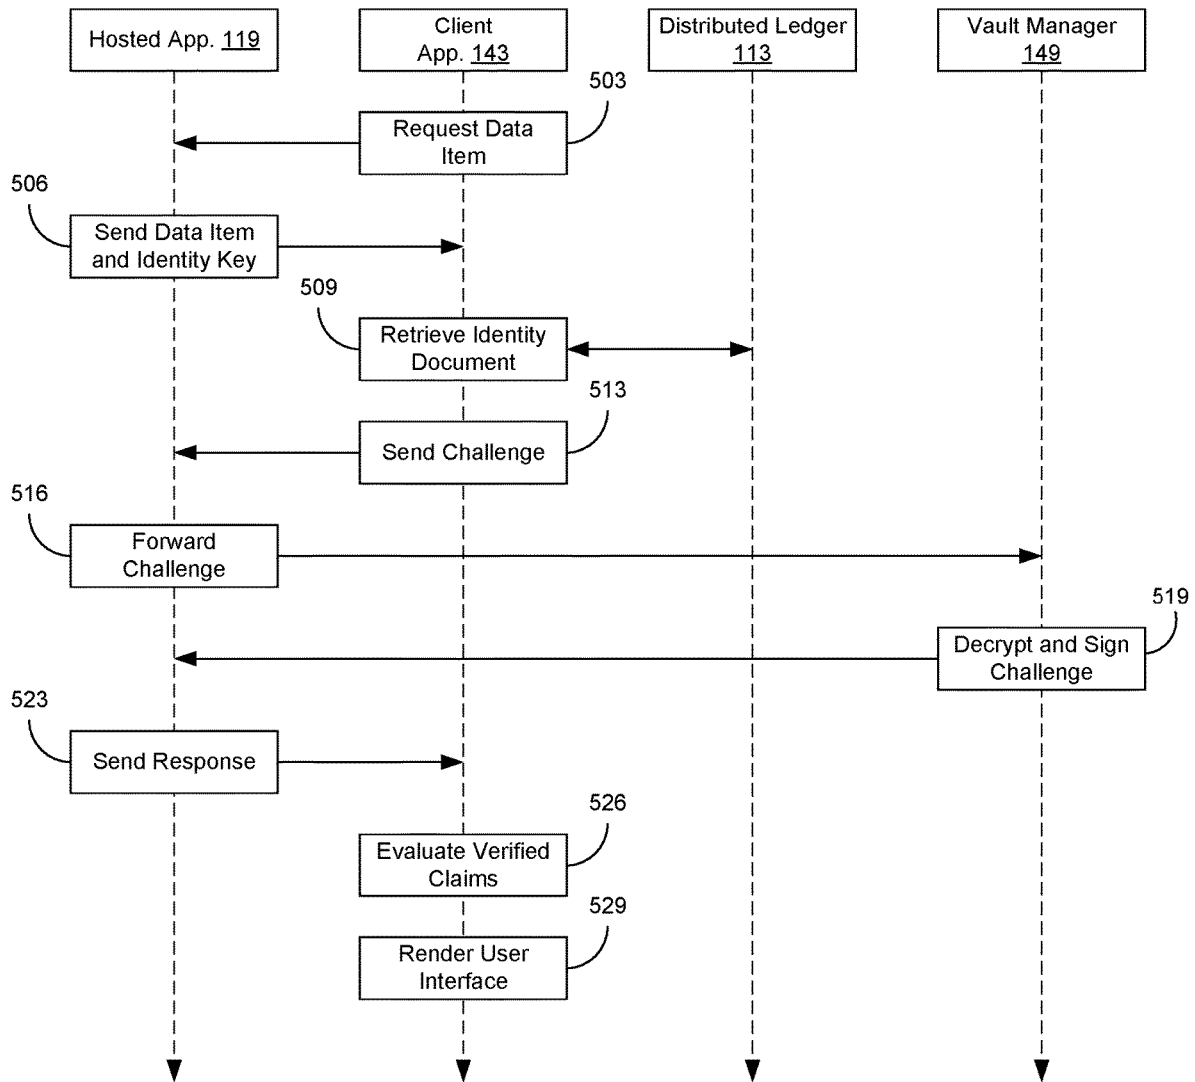 Hosted App. 119
Client
App. 143
Distributed Ledger
113
Vault Manager
149
503
Request Data
Item
506
Send Data Item
and Identity Key
509
Retrieve Identity
Document
513
Send Challenge
516
Forward
Challenge
519
Decrypt and Sign
Challenge
523
Send Response
526
Evaluate Verified
Claims
529
Render User
Interface